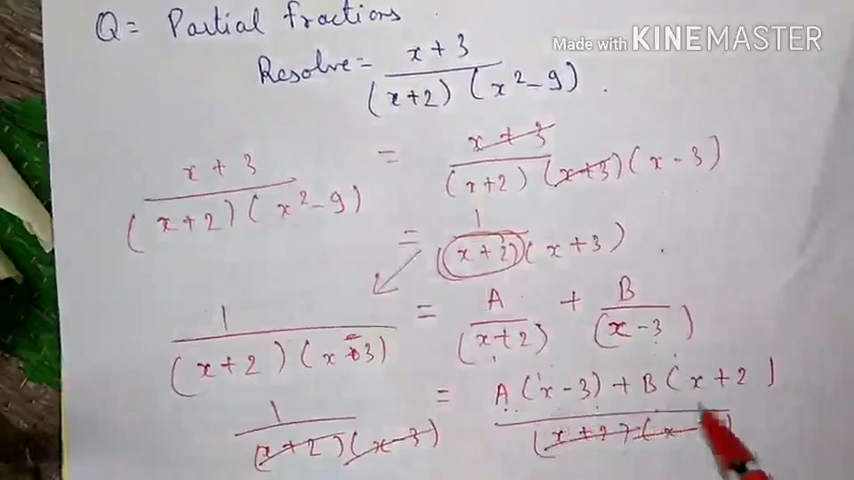 Q= Partial fractions
Made with KINEMASTER
Resolve= x+3 / (x+2) (x²-9) .
x+3 / (x+2)(x²-9) = x+3 / (x+2)(x+3)(x-3)
= 1 / (x+2)(x+3) .
1 / (x+2)(x-3) = A / (x+2) + B / (x-3)
1 / (x+2)(x-3) = A(x-3)+B(x+2) / (x+2)(x